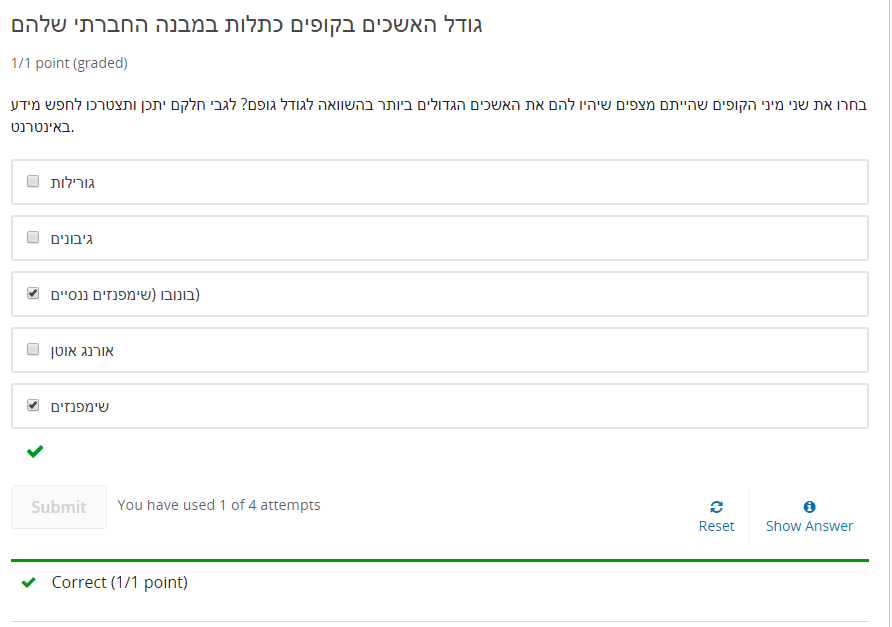 גודל האשכים בקופים כתלות במבנה החברתי שלהם
1/1 point (graded)
בחרו את שני מיני הקופים שהייתם מצפים שיהיו להם את האשכים הגדולים ביותר בהשוואה לגודל גופם? לגבי חלקם יתכן ותצטרכו לחפש מידע
באינטרנט.
גורילות
גיבונים
בונובו (שימפנזים ננסיים)
אורנג אוטן
שימפנזים
Submit
You have used 1 of 4 attempts
Reset
Show Answer
Correct (1/1 point)